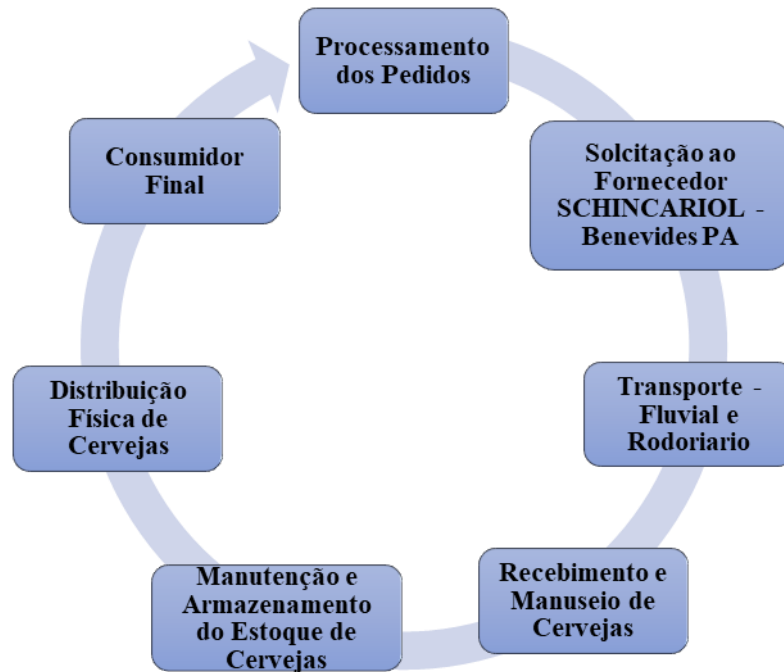 Processamento
dos Pedidos
Solcitação ao
Fornecedor
SCHINCARIOL -
Benevides PA
Transporte -
Fluvial e
Rodoriario
Recebimento e
Manuseio de
Cervejas
Manutenção e
Armazenamento
do Estoque de
Cervejas
Distribuição
Física de
Cervejas
Consumidor
Final